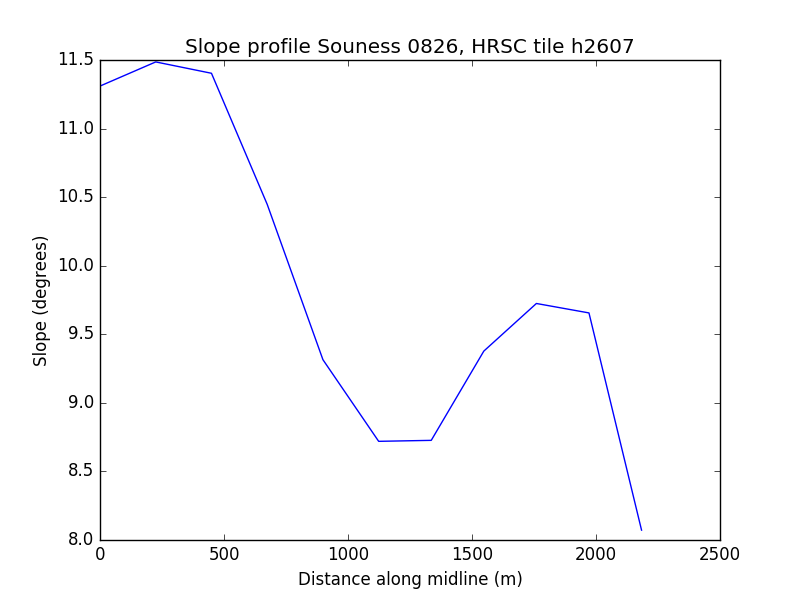 Slope profile Souness 0826, HRSC tile h2607
11.5
11.0
10.5
10.0
9.5
9.0
8.5
8.0
Slope (degrees)
0 500 1000 1500 2000 2500
Distance along midline (m)